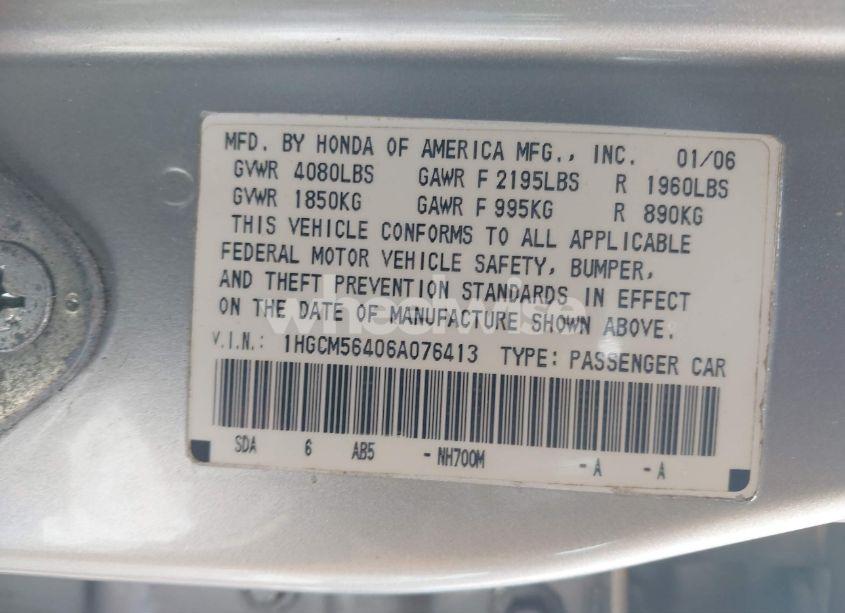 MFD. BY HONDA OF AMERICA MFG., INC. 01/06
GVWR 4080LBS GAWR F 2195LBS R 1960LBS
GVWR 1850KG GAWR F 995KG R 890KG
THIS VEHICLE CONFORMS TO ALL APPLICABLE
FEDERAL MOTOR VEHICLE SAFETY, BUMPER,
AND THEFT PREVENTION STANDARDS IN EFFECT
ON THE DATE OF MANUFACTURE SHOWN ABOVE.
V.I.N.: 1HGCM56406A076413 TYPE: PASSENGER CAR
SDA 6 AB5 - NH700M - A - A